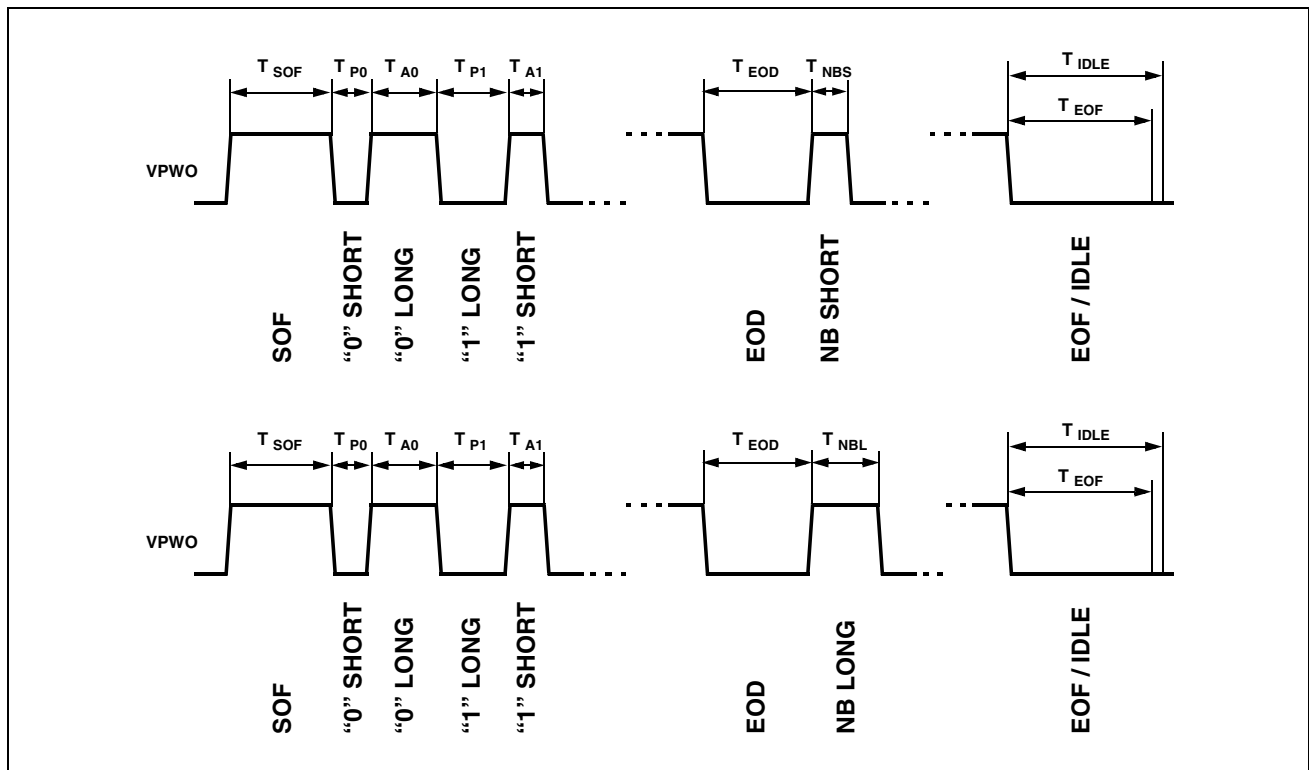 T SOF T P0 T A0 T P1 T A1 T EOD T NBS T IDLE
T EOF
VPWO
SOF “0” SHORT “0” LONG “1” LONG “1” SHORT EOD NB SHORT EOF / IDLE
T SOF T P0 T A0 T P1 T A1 T EOD T NBL T IDLE
T EOF
VPWO
SOF “0” SHORT “0” LONG “1” LONG “1” SHORT EOD NB LONG EOF / IDLE